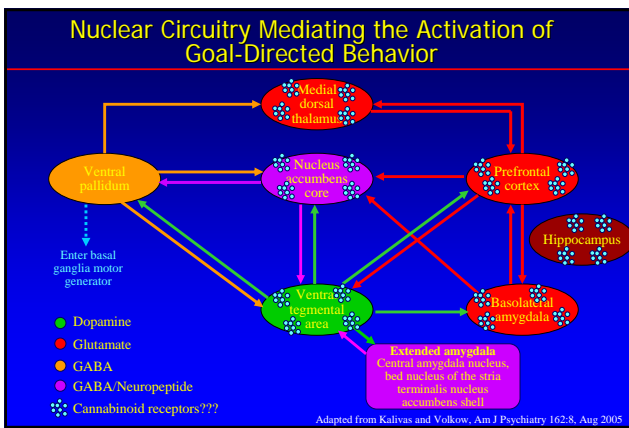 Nuclear Circuitry Mediating the Activation of
Goal-Directed Behavior
Medial
dorsal
thalamus
Ventral
pallidum
Nucleus
accumbens
core
Prefrontal
cortex
Hippocampus
Enter basal
ganglia motor
generator
Ventral
tegmental
area
Basolateral
amygdala
Dopamine
Glutamate
GABA
GABA/Neuropeptide
Cannabinoid receptors???
Extended amygdala
Central amygdala nucleus,
bed nucleus of the stria
terminalis nucleus
accumbens shell
Adapted from Kalivas and Volkow, Am J Psychiatry 162:8, Aug 2005